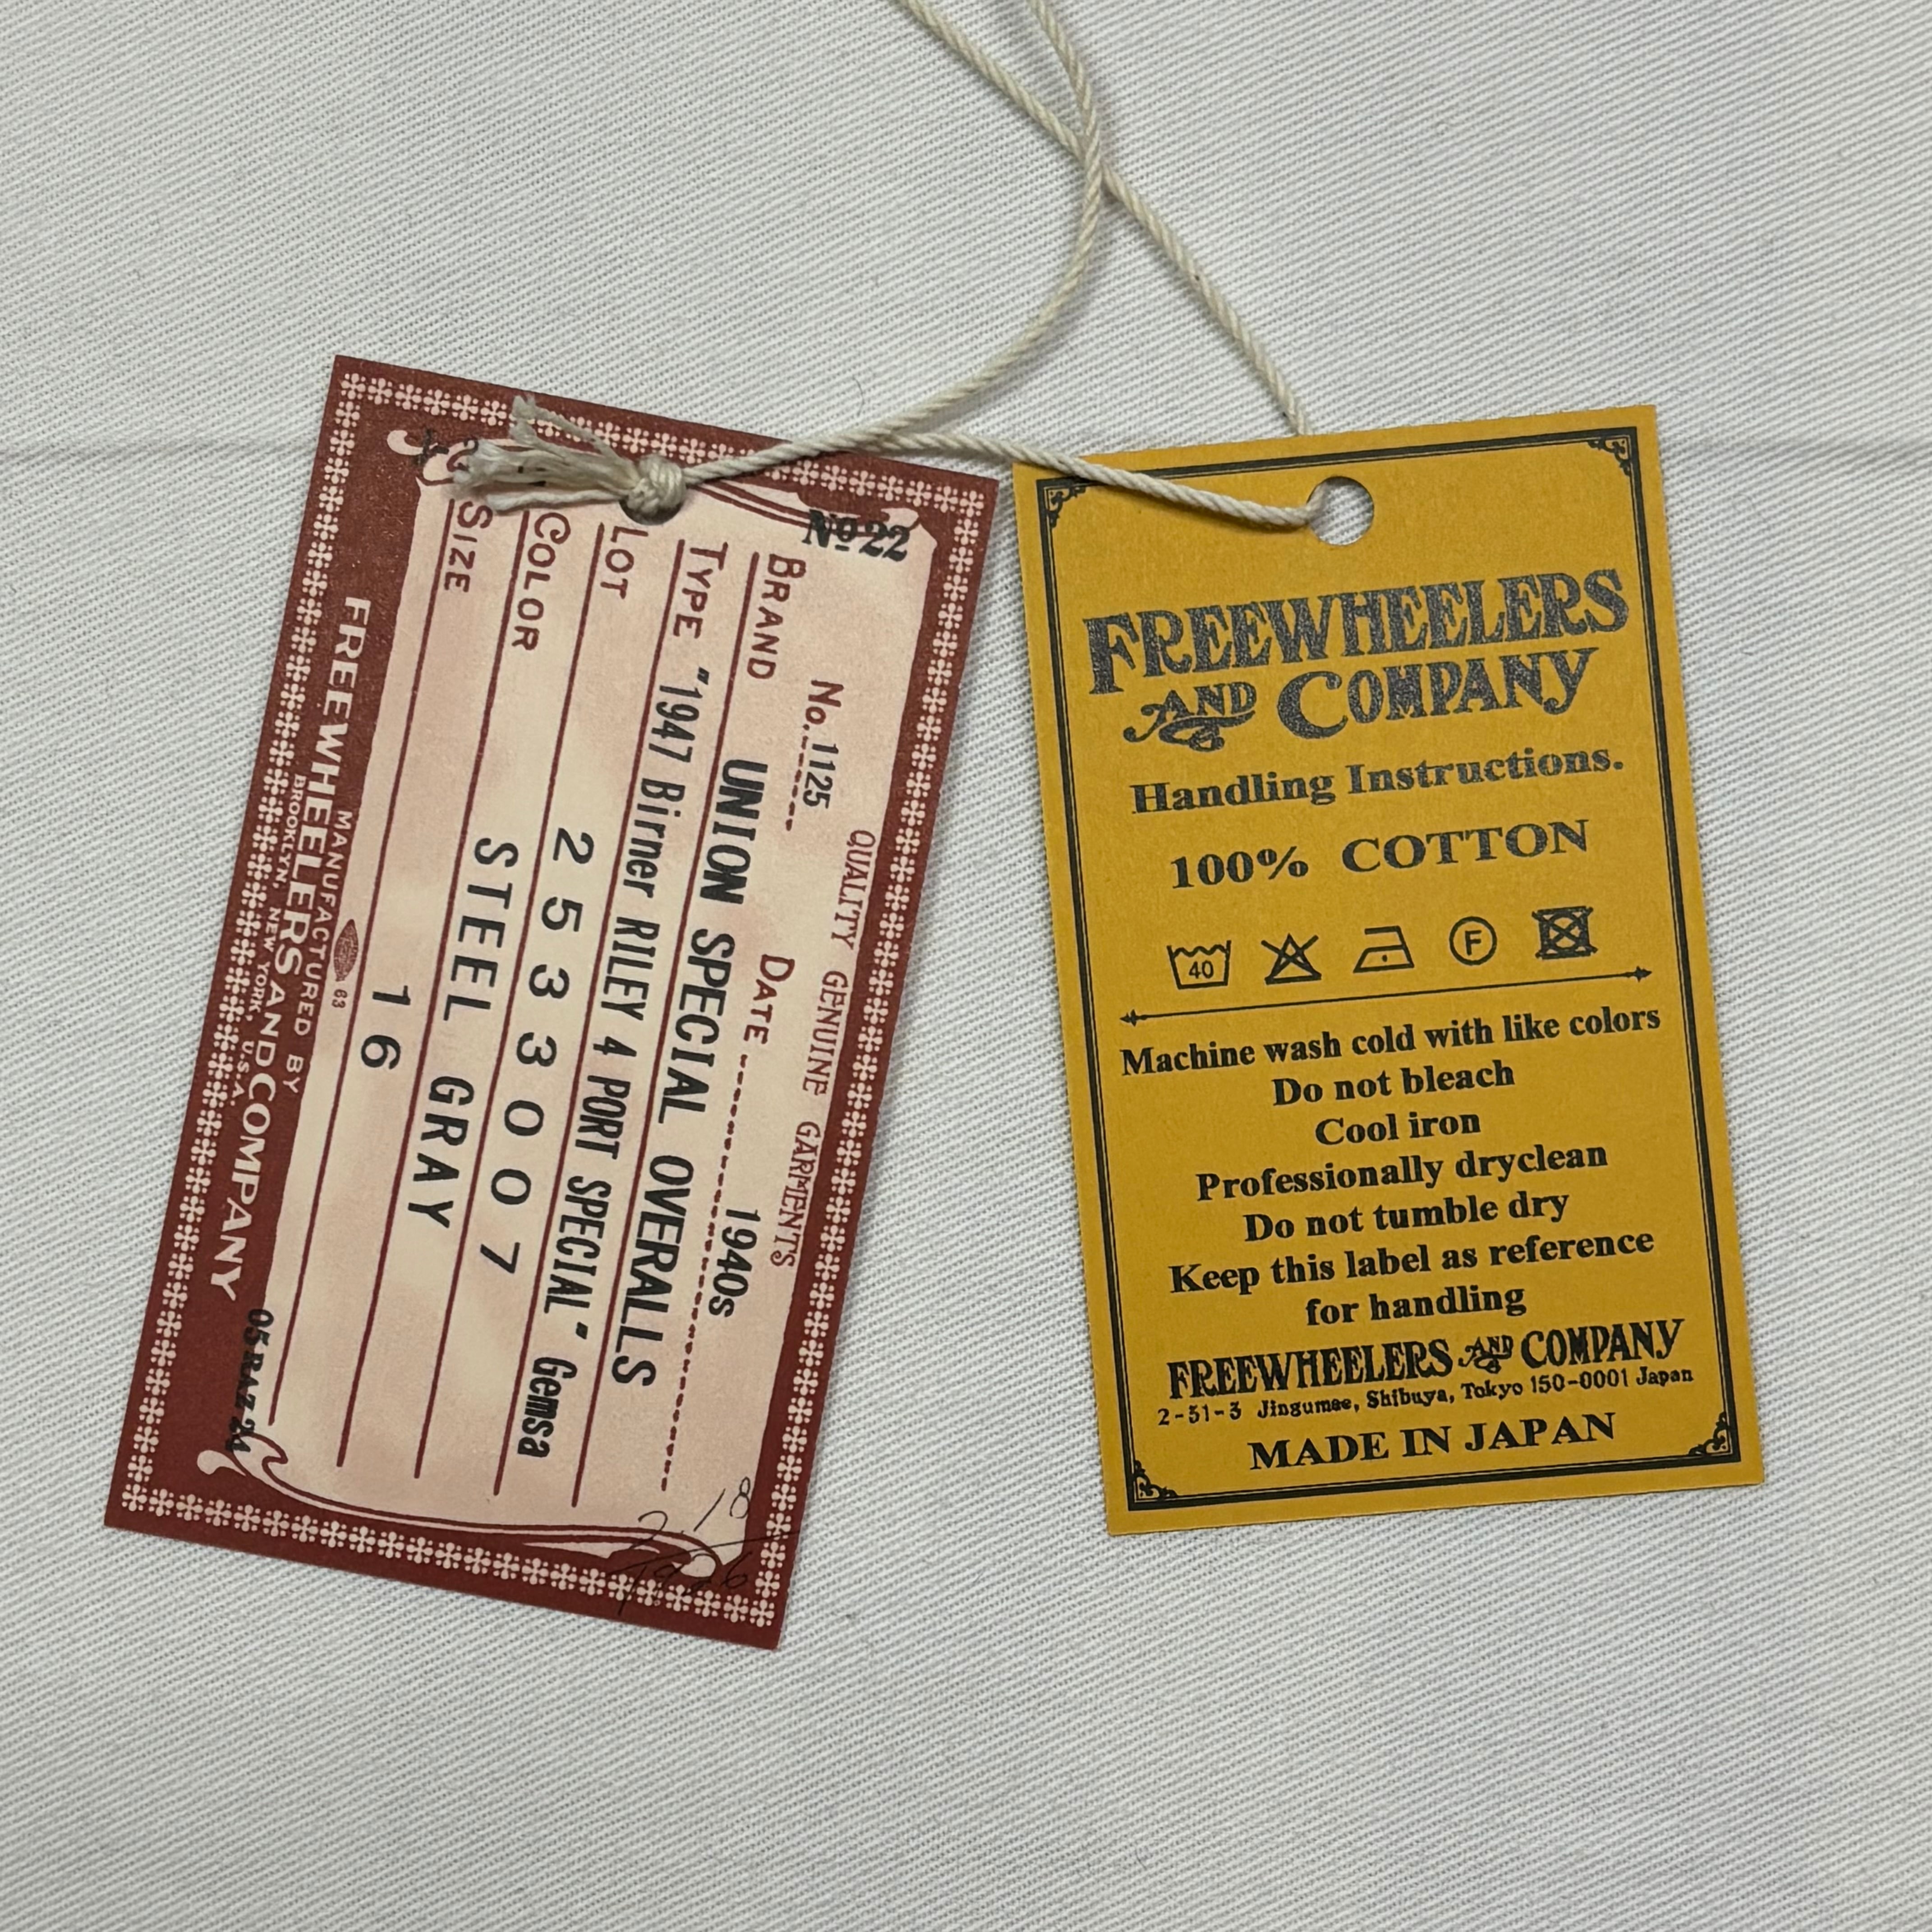 Nº 22
QUALITY GENUINE GARMENTS
No. 1125 DATE 1940s
BRAND UNION SPECIAL OVERALLS
TYPE "1947 Birner RILEY 4 PORT SPECIAL" Gemsa
LOT 2533007
COLOR STEEL GRAY
SIZE 16
63
MANUFACTURED BY
FREEWHEELERS AND COMPANY
BROOKLYN, NEW YORK, U.S.A.
FREEWHEELERS
AND COMPANY
Handling Instructions.
100% COTTON
40 F
Machine wash cold with like colors
Do not bleach
Cool iron
Professionally dryclean
Do not tumble dry
Keep this label as reference
for handling
FREEWHEELERS AND COMPANY
2-31-3 Jingumae, Shibuya, Tokyo 150-0001 Japan
MADE IN JAPAN